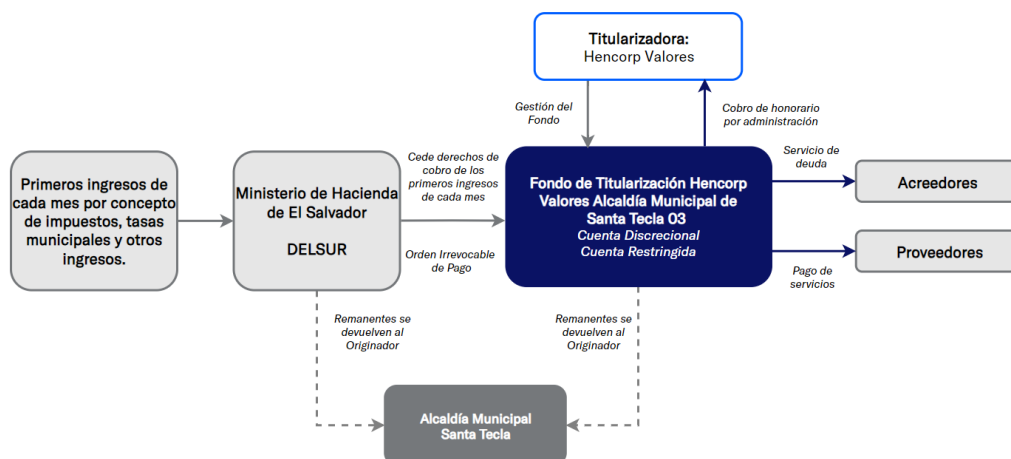 Titularizadora:
Hencorp Valores
Gestión del
Fondo
Cobro de honorario
por administración
Primeros ingresos de
cada mes por concepto
de impuestos, tasas
municipales y otros
ingresos.
Ministerio de Hacienda
de El Salvador
DELSUR
Cede derechos de
cobro de los
primeros ingresos
de cada mes
Orden Irrevocable
de Pago
Fondo de Titularización Hencorp
Valores Alcaldía Municipal de
Santa Tecla 03
Cuenta Discrecional
Cuenta Restringida
Servicio de
deuda
Acreedores
Pago de
servicios
Proveedores
Remanentes se
devuelven al
Originador
Remanentes se
devuelven al
Originador
Alcaldía Municipal
Santa Tecla